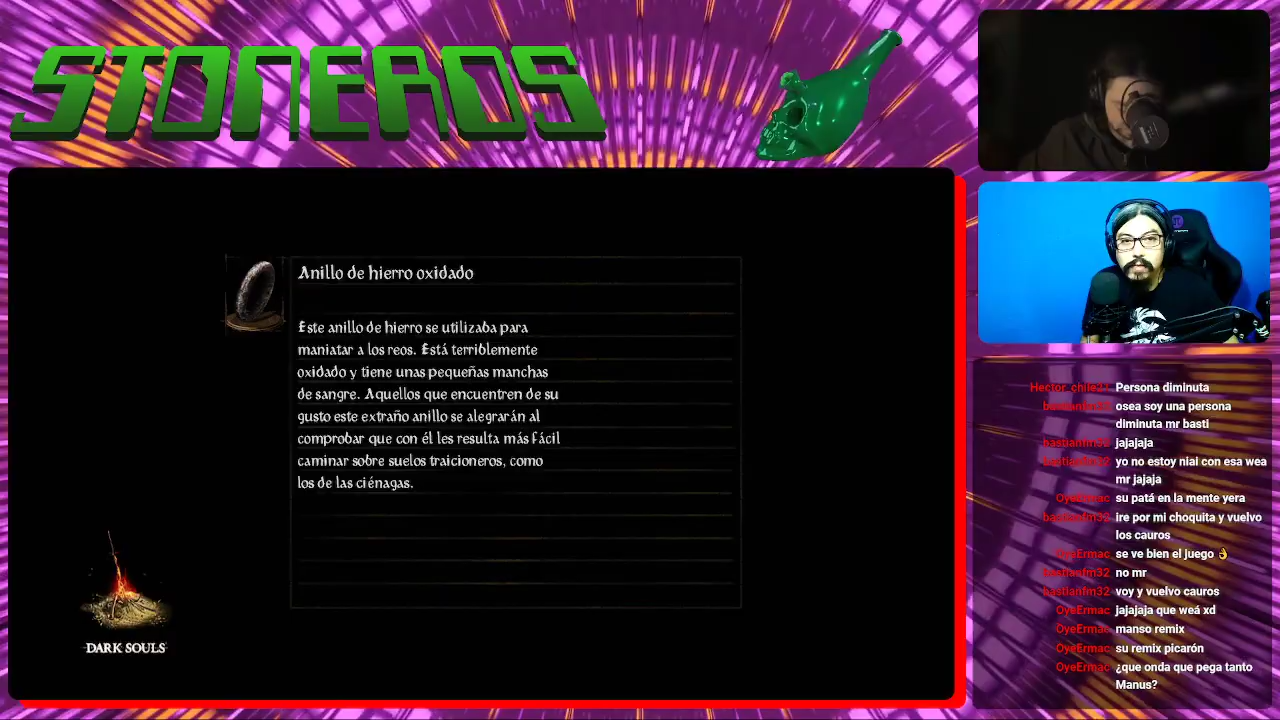 STONEROS
Anillo de hierro oxidado
Este anillo de hierro se utilizaba para
maniatar a los reos. Está terriblemente
oxidado y tiene unas pequeñas manchas
de sangre. Aquellos que encuentren de su
gusto este extraño anillo se alegrarán al
comprobar que con él les resulta más fácil
caminar sobre suelos traicioneros, como
los de las ciénagas.
DARK SOULS
Persona diminuta
bastianfm32 osea soy una persona
diminuta mr basti
bastianfm32 jajajaja
bastianfm32 yo no estoy niai con esa wea
mr jajaja
OyeErmac su patá en la mente yera
bastianfm32 ire por mi choquita y vuelvo
los cauros
OyeErmac se ve bien el juego 👌
bastianfm32 no mr
bastianfm32 voy y vuelvo cauros
OyeErmac jajajaja que weá xd
OyeErmac manso remix
OyeErmac su remix picarón
OyeErmac ¿que onda que pega tanto
Manus?